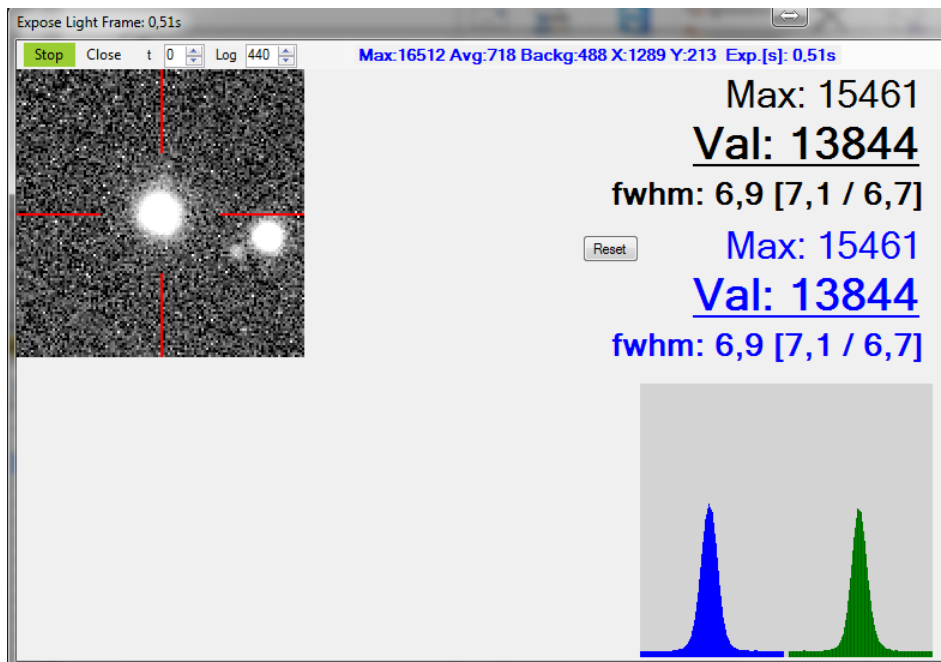 Expose Light Frame: 0,51s
Stop Close t 0 Log 440 Max:16512 Avg:718 Backg:488 X:1289 Y:213 Exp.[s]: 0,51s
Max: 15461
Val: 13844
fwhm: 6,9 [7,1 / 6,7]
Reset Max: 15461
Val: 13844
fwhm: 6,9 [7,1 / 6,7]